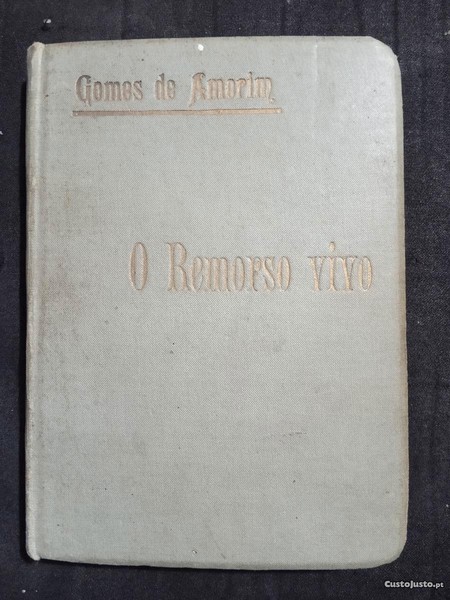 Gomes de Amorim
O Remorso vivo
CustoJusto.pt